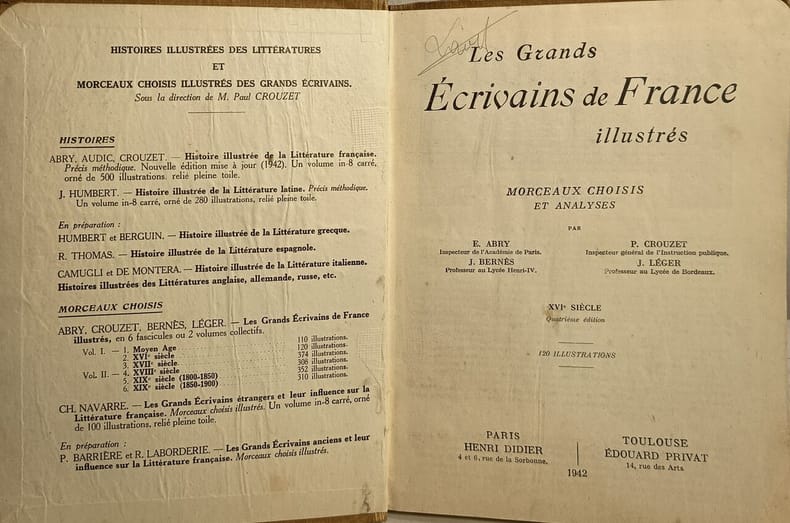 HISTOIRES ILLUSTRÉES DES LITTÉRATURES
ET
MORCEAUX CHOISIS ILLUSTRÉS DES GRANDS ÉCRIVAINS.
Sous la direction de M. Paul CROUZET
HISTOIRES
ABRY, AUDIC, CROUZET. — Histoire illustrée de la Littérature française.
Précis méthodique. Nouvelle édition mise à jour (1942). Un volume in-8 carré,
orné de 500 illustrations. relié pleine toile.
J. HUMBERT. — Histoire illustrée de la Littérature latine. Précis méthodique.
Un volume in-8 carré, orné de 280 illustrations, relié pleine toile.
En préparation :
HUMBERT et BERGUIN. — Histoire illustrée de la Littérature grecque.
R. THOMAS. — Histoire illustrée de la Littérature espagnole.
CAMUGLI et DE MONTERA. — Histoire illustrée de la Littérature italienne.
Histoires illustrées des Littératures anglaise, allemande, russe, etc.
MORCEAUX CHOISIS
ABRY, CROUZET, BERNÈS, LÉGER. — Les Grands Écrivains de France
illustrés, en 6 fascicules ou 2 volumes collectifs.
Vol. I. — 1. Moyen Age 110 illustrations.
2. XVIe siècle 120 illustrations.
3. XVIIe siècle 374 illustrations.
Vol. II. — 4. XVIIIe siècle 308 illustrations.
5. XIXe siècle (1800-1850) 352 illustrations.
6. XIXe siècle (1850-1900) 310 illustrations.
CH. NAVARRE. — Les Grands Écrivains étrangers et leur influence sur la
Littérature française. Morceaux choisis illustrés. Un volume in-8 carré, orné
de 100 illustrations, relié pleine toile.
En préparation :
P. BARRIÈRE et R. LABORDERIE. — Les Grands Écrivains anciens et leur
influence sur la Littérature française. Morceaux choisis illustrés.
Les Grands
Écrivains de France
illustrés
MORCEAUX CHOISIS
ET ANALYSES
PAR
E. ABRY
Inspecteur de l'Académie de Paris.
J. BERNÈS
Professeur au Lycée Henri-IV.
P. CROUZET
Inspecteur général de l'Instruction publique.
J. LÉGER
Professeur au Lycée de Bordeaux.
XVIe SIÈCLE
Quatrième édition
120 ILLUSTRATIONS
PARIS
HENRI DIDIER
4 et 6, rue de la Sorbonne.
TOULOUSE
ÉDOUARD PRIVAT
14, rue des Arts
1942